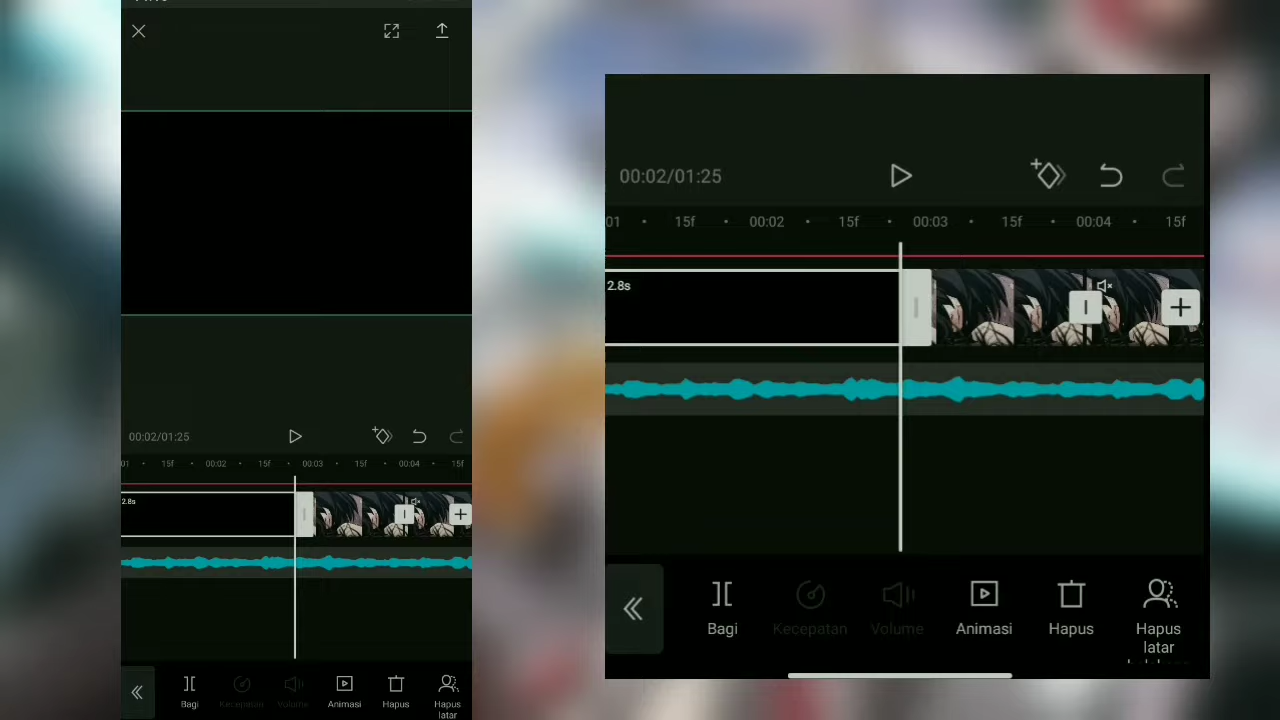 00:02/01:25
01 15f 00:02 15f 00:03 15f 00:04 15f
2.8s
Bagi Kecepatan Volume Animasi Hapus Hapus
latar
00:02/01:25
01 15f 00:02 15f 00:03 15f 00:04 15f
2.8s
Bagi Kecepatan Volume Animasi Hapus Hapus
latar